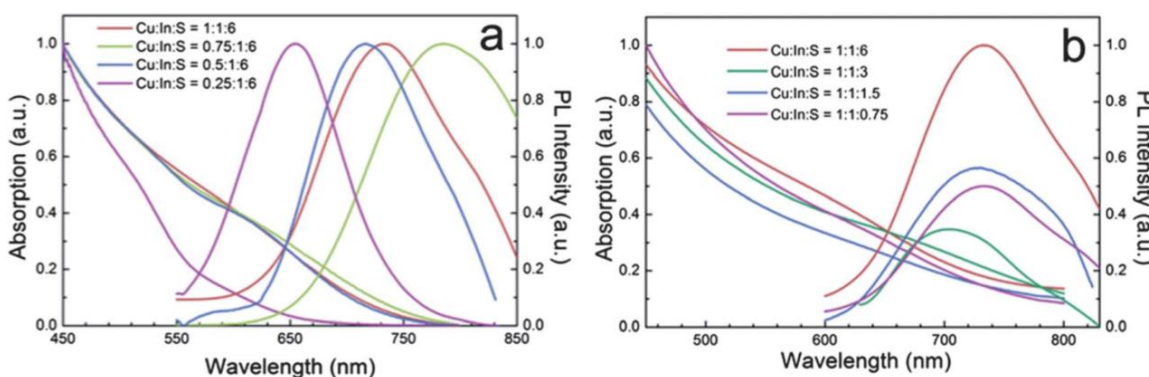 a
Cu:In:S = 1:1:6
Cu:In:S = 0.75:1:6
Cu:In:S = 0.5:1:6
Cu:In:S = 0.25:1:6
1.0
0.8
0.6
0.4
0.2
0.0
Absorption (a.u.)
450
550
650
750
850
Wavelength (nm)
1.0
0.8
0.6
0.4
0.2
0.0
PL Intensity (a.u.)
b
Cu:In:S = 1:1:6
Cu:In:S = 1:1:3
Cu:In:S = 1:1:1.5
Cu:In:S = 1:1:0.75
1.0
0.8
0.6
0.4
0.2
0.0
Absorption (a.u.)
500
600
700
800
Wavelength (nm)
1.0
0.8
0.6
0.4
0.2
0.0
PL Intensity (a.u.)